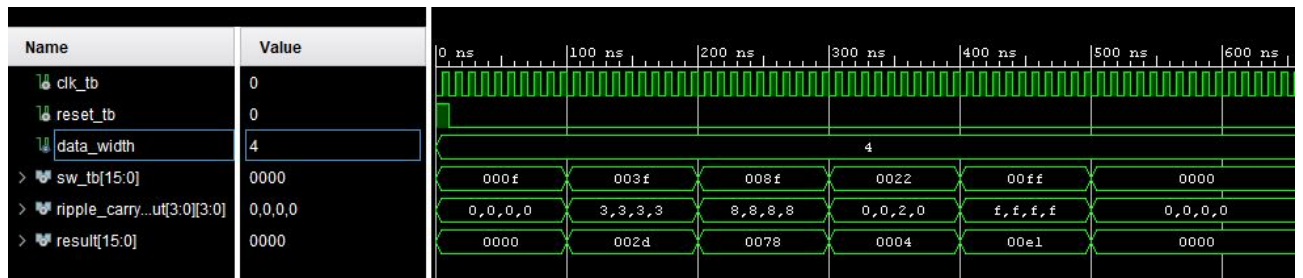 Name Value 0 ns 100 ns 200 ns 300 ns 400 ns 500 ns 600 ns
clk_tb 0
reset_tb 0
data_width 4 4
sw_tb[15:0] 0000 000f 003f 008f 0022 00ff 0000
ripple_carry...ut[3:0][3:0] 0,0,0,0 0,0,0,0 3,3,3,3 8,8,8,8 0,0,2,0 f,f,f,f 0,0,0,0
result[15:0] 0000 0000 002d 0078 0004 00e1 0000